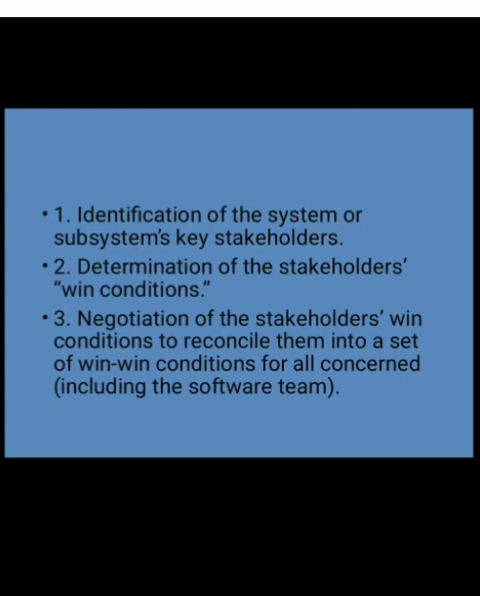 • 1. Identification of the system or
subsystem's key stakeholders.
• 2. Determination of the stakeholders'
“win conditions.”
• 3. Negotiation of the stakeholders' win
conditions to reconcile them into a set
of win-win conditions for all concerned
(including the software team).